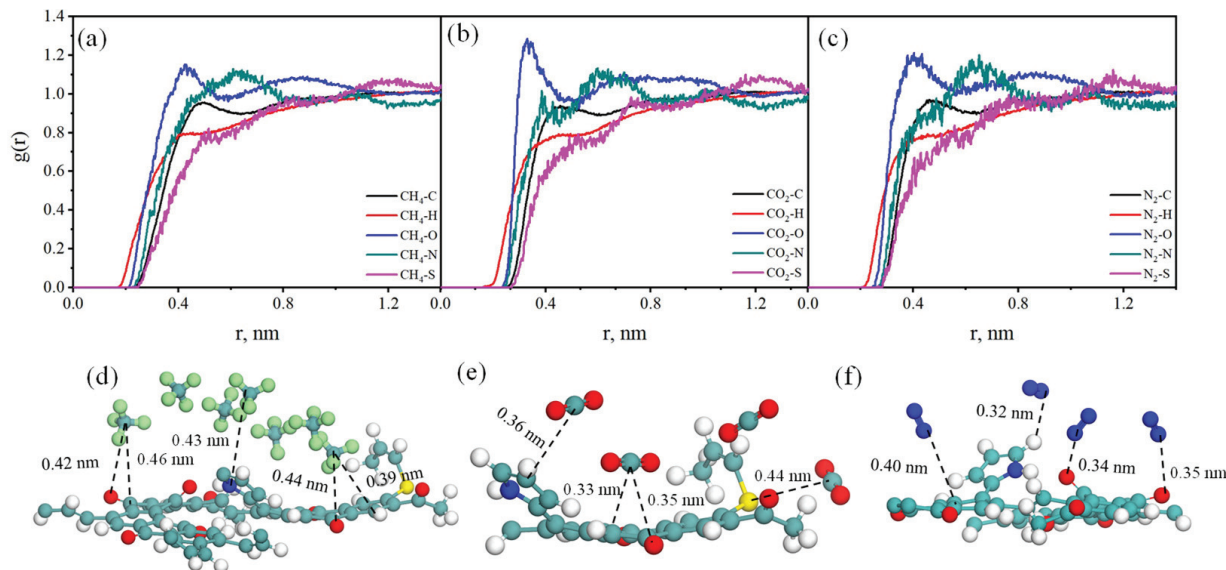 1.4
1.2
1.0
0.8
0.6
0.4
0.2
0.0
g(r)
(a)
CH₄-C
CH₄-H
CH₄-O
CH₄-N
CH₄-S
0.0 0.4 0.8 1.2
r, nm
(b)
CO₂-C
CO₂-H
CO₂-O
CO₂-N
CO₂-S
0.0 0.4 0.8 1.2
r, nm
(c)
N₂-C
N₂-H
N₂-O
N₂-N
N₂-S
0.0 0.4 0.8 1.2
r, nm
(d)
0.42 nm
0.46 nm
0.43 nm
0.44 nm
0.39 nm
(e)
0.36 nm
0.33 nm
0.35 nm
0.44 nm
(f)
0.40 nm
0.32 nm
0.34 nm
0.35 nm